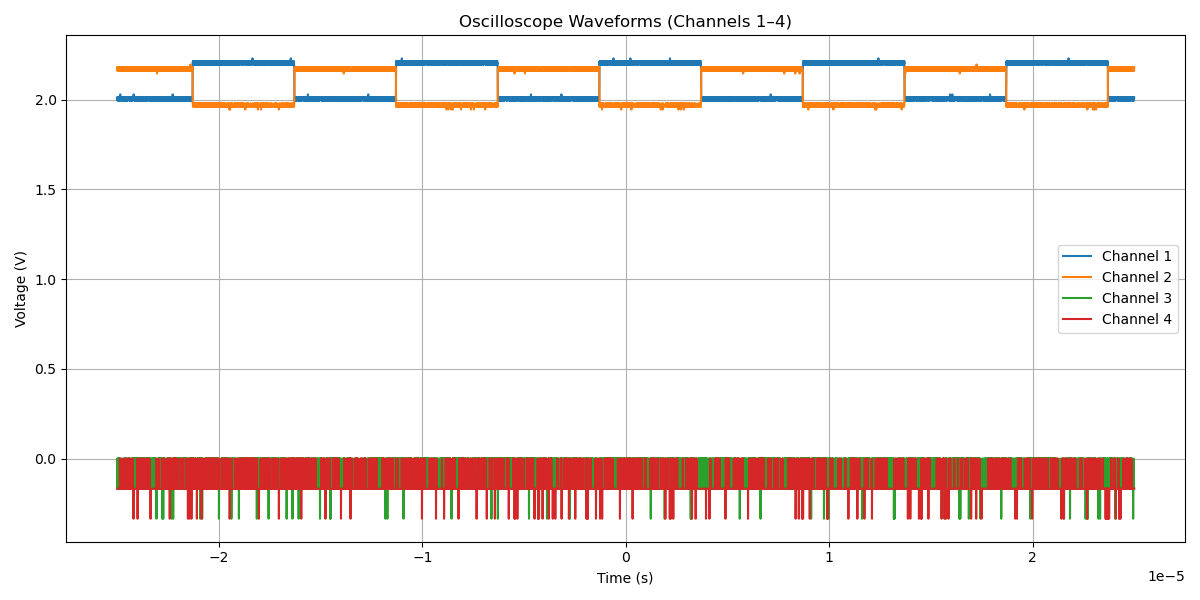 Oscilloscope Waveforms (Channels 1–4)
Voltage (V)
2.0
1.5
1.0
0.5
0.0
Channel 1
Channel 2
Channel 3
Channel 4
−2
−1
0
1
2
1e−5
Time (s)